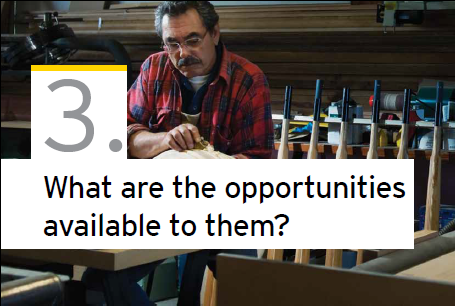 3.
What are the opportunities
available to them?